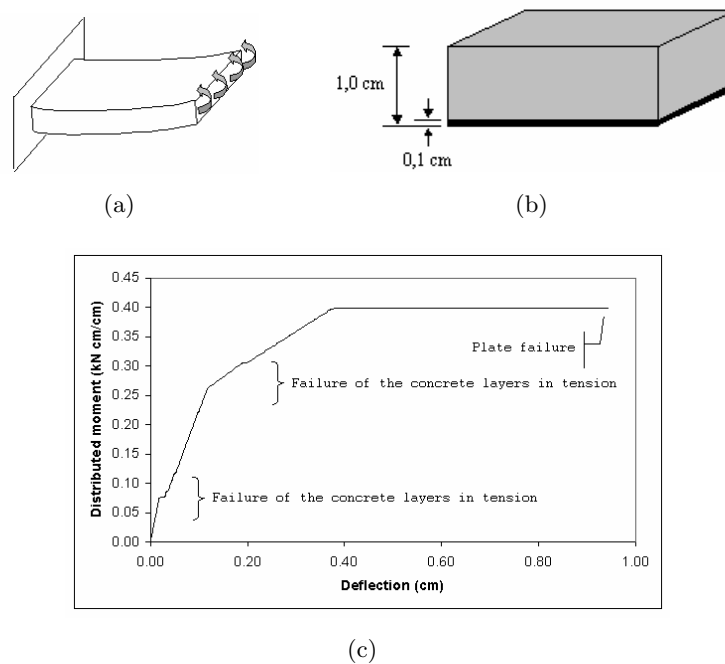 1,0 cm
0,1 cm
(a)
(b)
Distributed moment (kN cm/cm)
0.45
0.40
0.35
0.30
0.25
0.20
0.15
0.10
0.05
0.00
Plate failure
Failure of the concrete layers in tension
Failure of the concrete layers in tension
0.00 0.20 0.40 0.60 0.80 1.00
Deflection (cm)
(c)